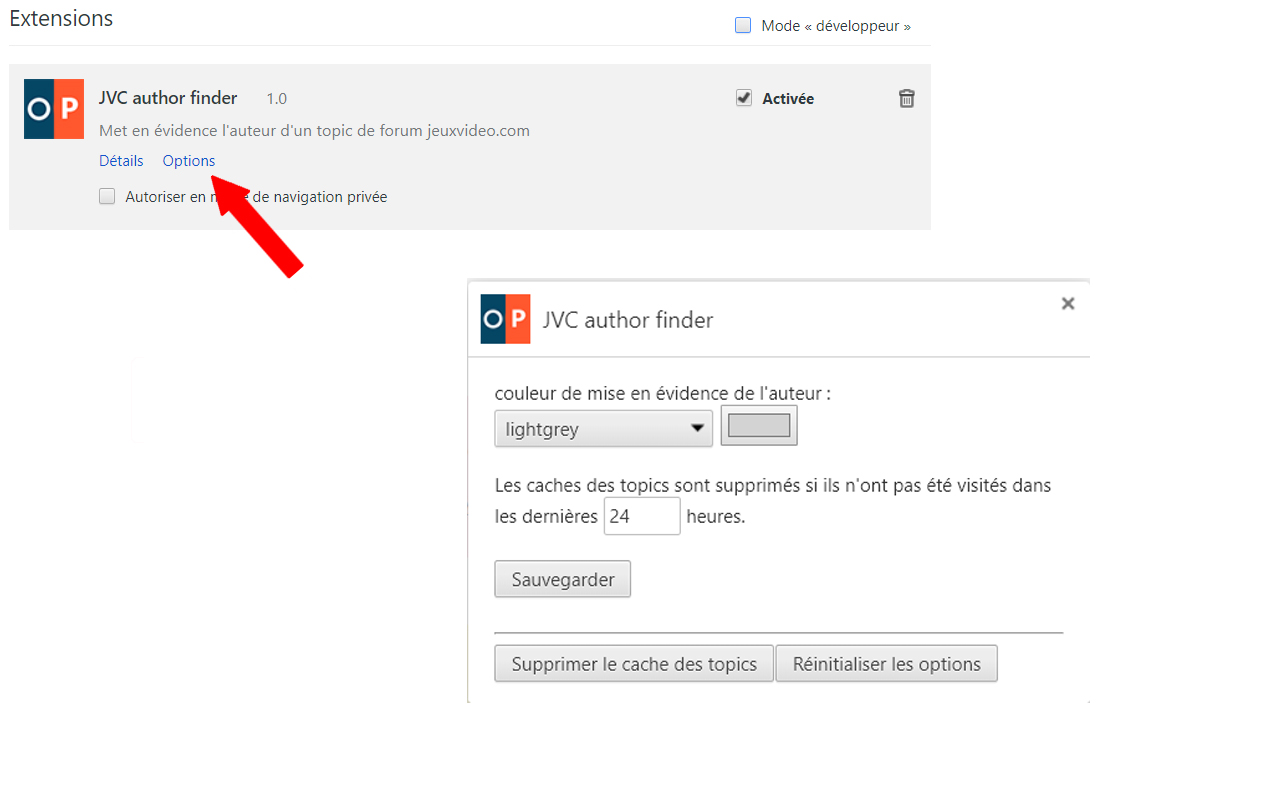 Extensions
Mode « développeur »
OP
JVC author finder 1.0
Activée
Met en évidence l'auteur d'un topic de forum jeuxvideo.com
Détails Options
Autoriser en de navigation privée
OP
JVC author finder
couleur de mise en évidence de l'auteur :
lightgrey
Les caches des topics sont supprimés si ils n'ont pas été visités dans
les dernières 24 heures.
Sauvegarder
Supprimer le cache des topics Réinitialiser les options